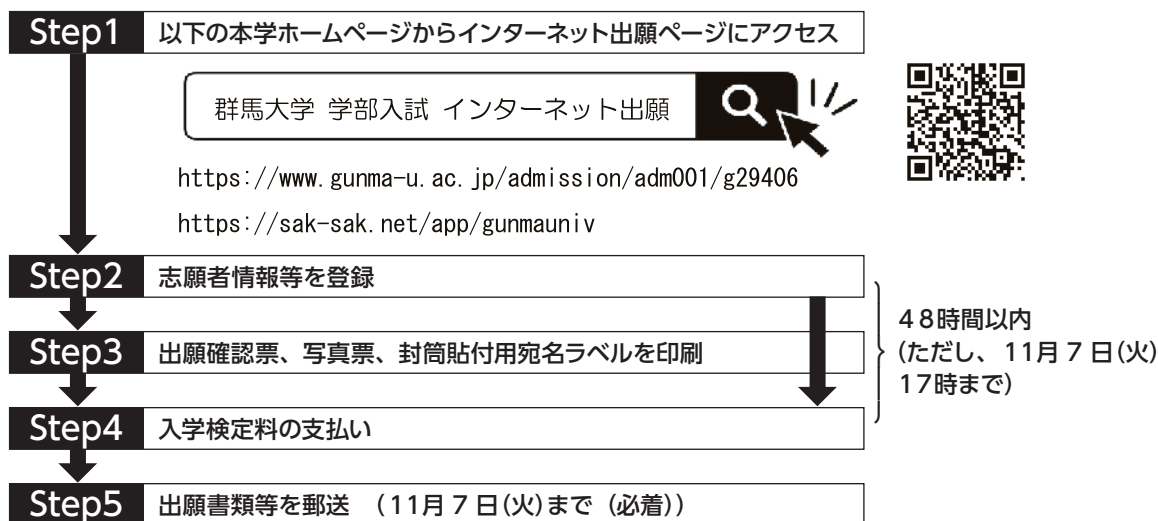 Step1 以下の本学ホームページからインターネット出願ページにアクセス
群馬大学 学部入試 インターネット出願
https://www.gunma-u.ac.jp/admission/adm001/g29406
https://sak-sak.net/app/gunmauniv
Step2 志願者情報等を登録
48時間以内
(ただし、11月7日(火)
17時まで)
Step3 出願確認票、写真票、封筒貼付用宛名ラベルを印刷
Step4 入学検定料の支払い
Step5 出願書類等を郵送 (11月7日(火)まで(必着))